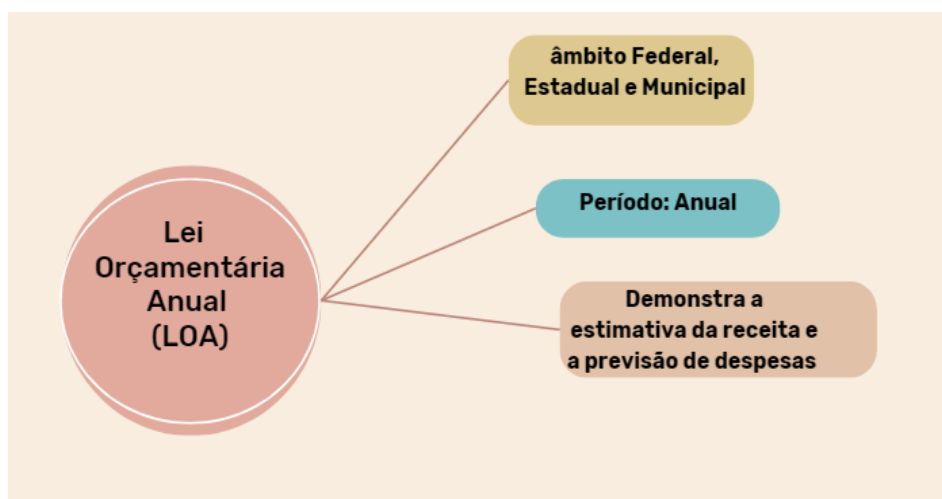 âmbito Federal,
Estadual e Municipal
Período: Anual
Lei
Orçamentária
Anual
(LOA)
Demonstra a
estimativa da receita e
a previsão de despesas